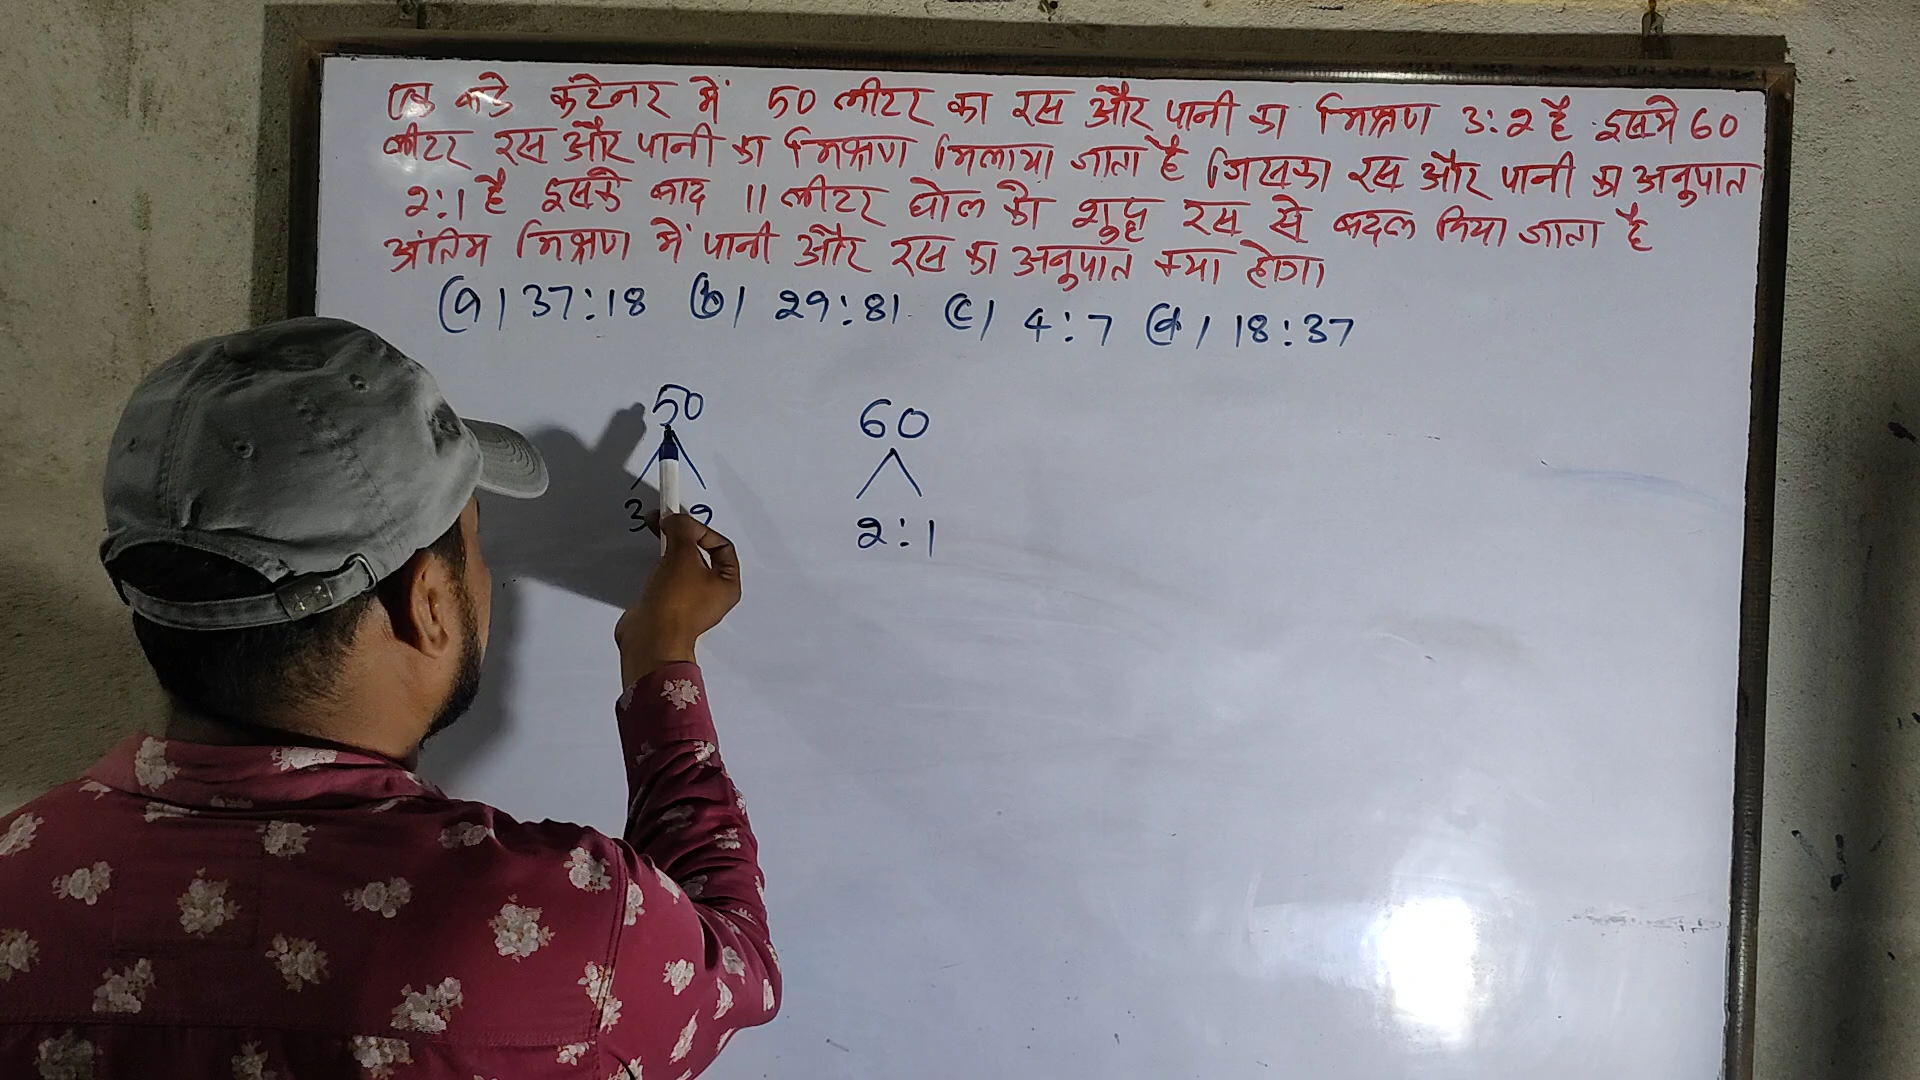 एक बडे कंटेनर में 50 लीटर का रस और पानी का मिश्रण 3:2 है इसमे 60
लीटर रस और पानी का मिश्रण मिलाया जाता है जिसका रस और पानी का अनुपात
2:1 है इसके बाद 11 लीटर घोल को शुद्ध रस से बदल दिया जाता है
अंतिम मिश्रण में पानी और रस का अनुपात क्या होगा
(a) 37:18 (b) 29:81 (c) 4:7 (d) 18:37
50 60
3 2 2:1